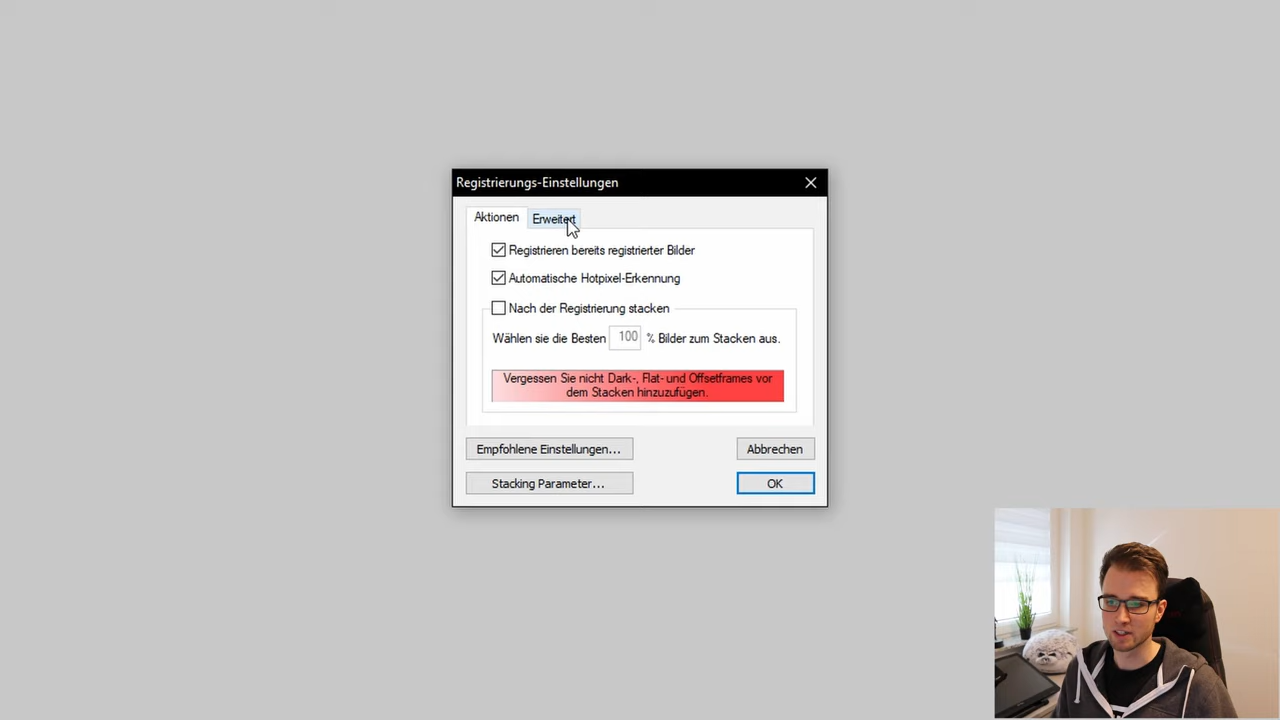 Registrierungs-Einstellungen
Aktionen
Erweitert
Registrieren bereits registrierter Bilder
Automatische Hotpixel-Erkennung
Nach der Registrierung stacken
Wählen sie die Besten 100 % Bilder zum Stacken aus.
Vergessen Sie nicht Dark-, Flat- und Offsetframes vor
dem Stacken hinzuzufügen.
Empfohlene Einstellungen...
Abbrechen
Stacking Parameter...
OK